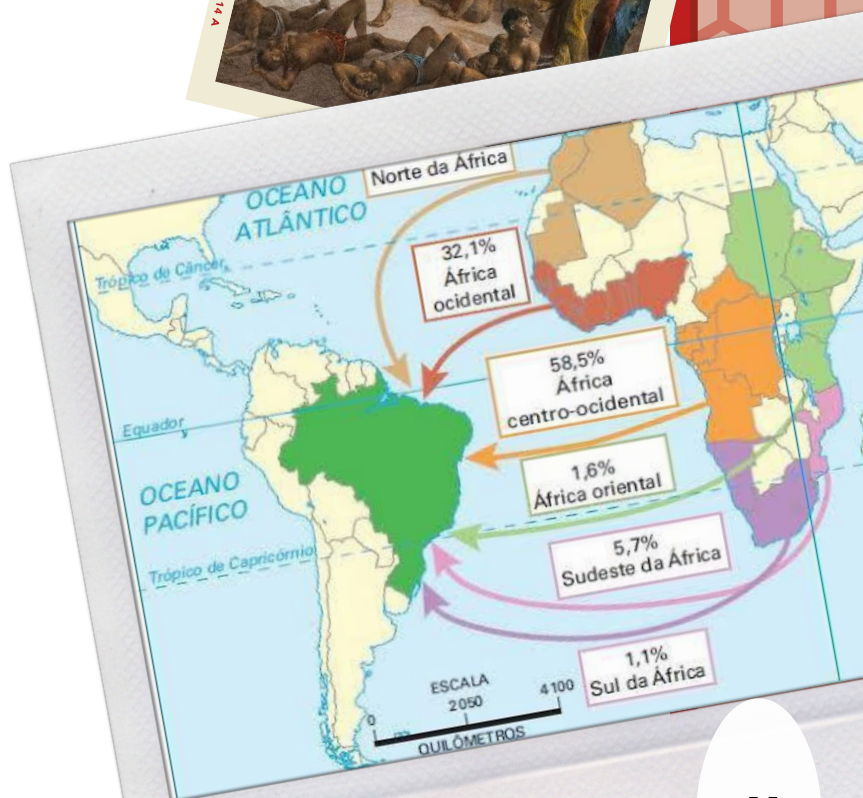 14 A
Norte da África
OCEANO
ATLÂNTICO
32,1%
África
ocidental
Trópico de Câncer
58,5%
África
centro-ocidental
Equador
1,6%
África oriental
OCEANO
PACÍFICO
5,7%
Sudeste da África
Trópico de Capricórnio
1,1%
Sul da África
ESCALA
0 2050 4100
QUILÔMETROS